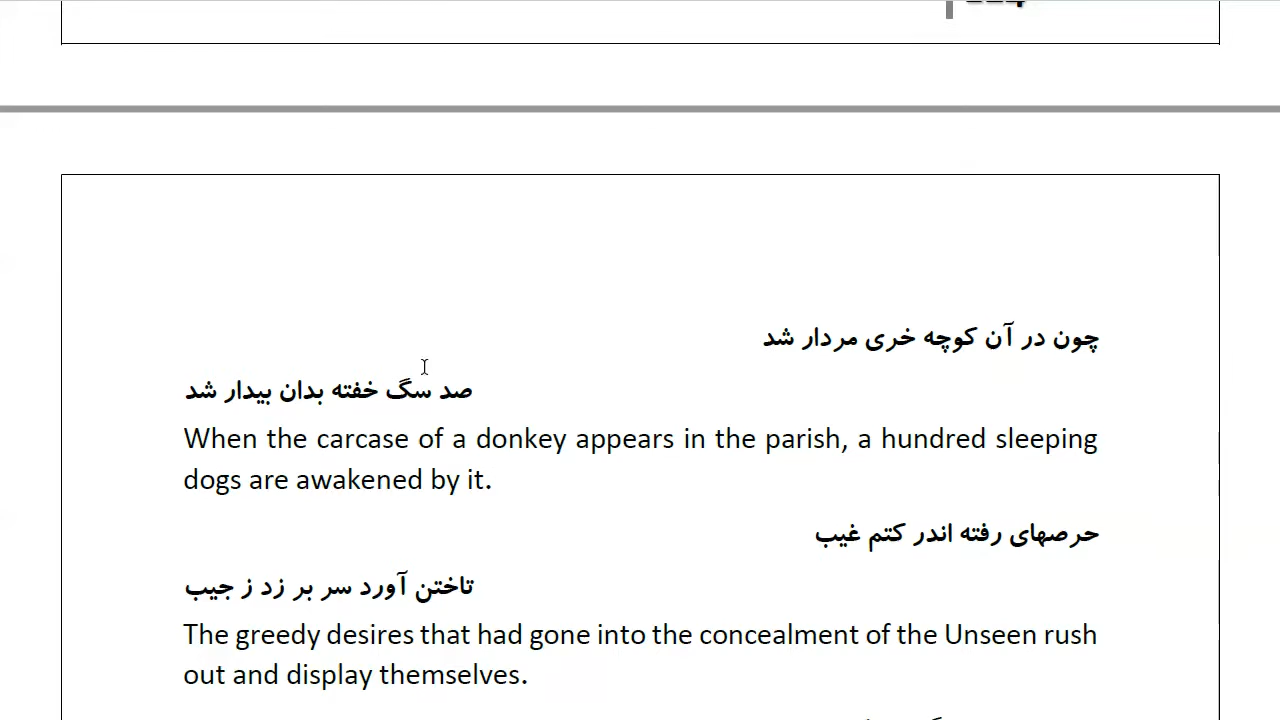 چون در آن کوچه خری مردار شد
صد سگ خفته بدان بیدار شد
When the carcase of a donkey appears in the parish, a hundred sleeping
dogs are awakened by it.
حرصهای رفته اندر کتم غیب
تاختن آورد سر بر زد ز جیب
The greedy desires that had gone into the concealment of the Unseen rush
out and display themselves.